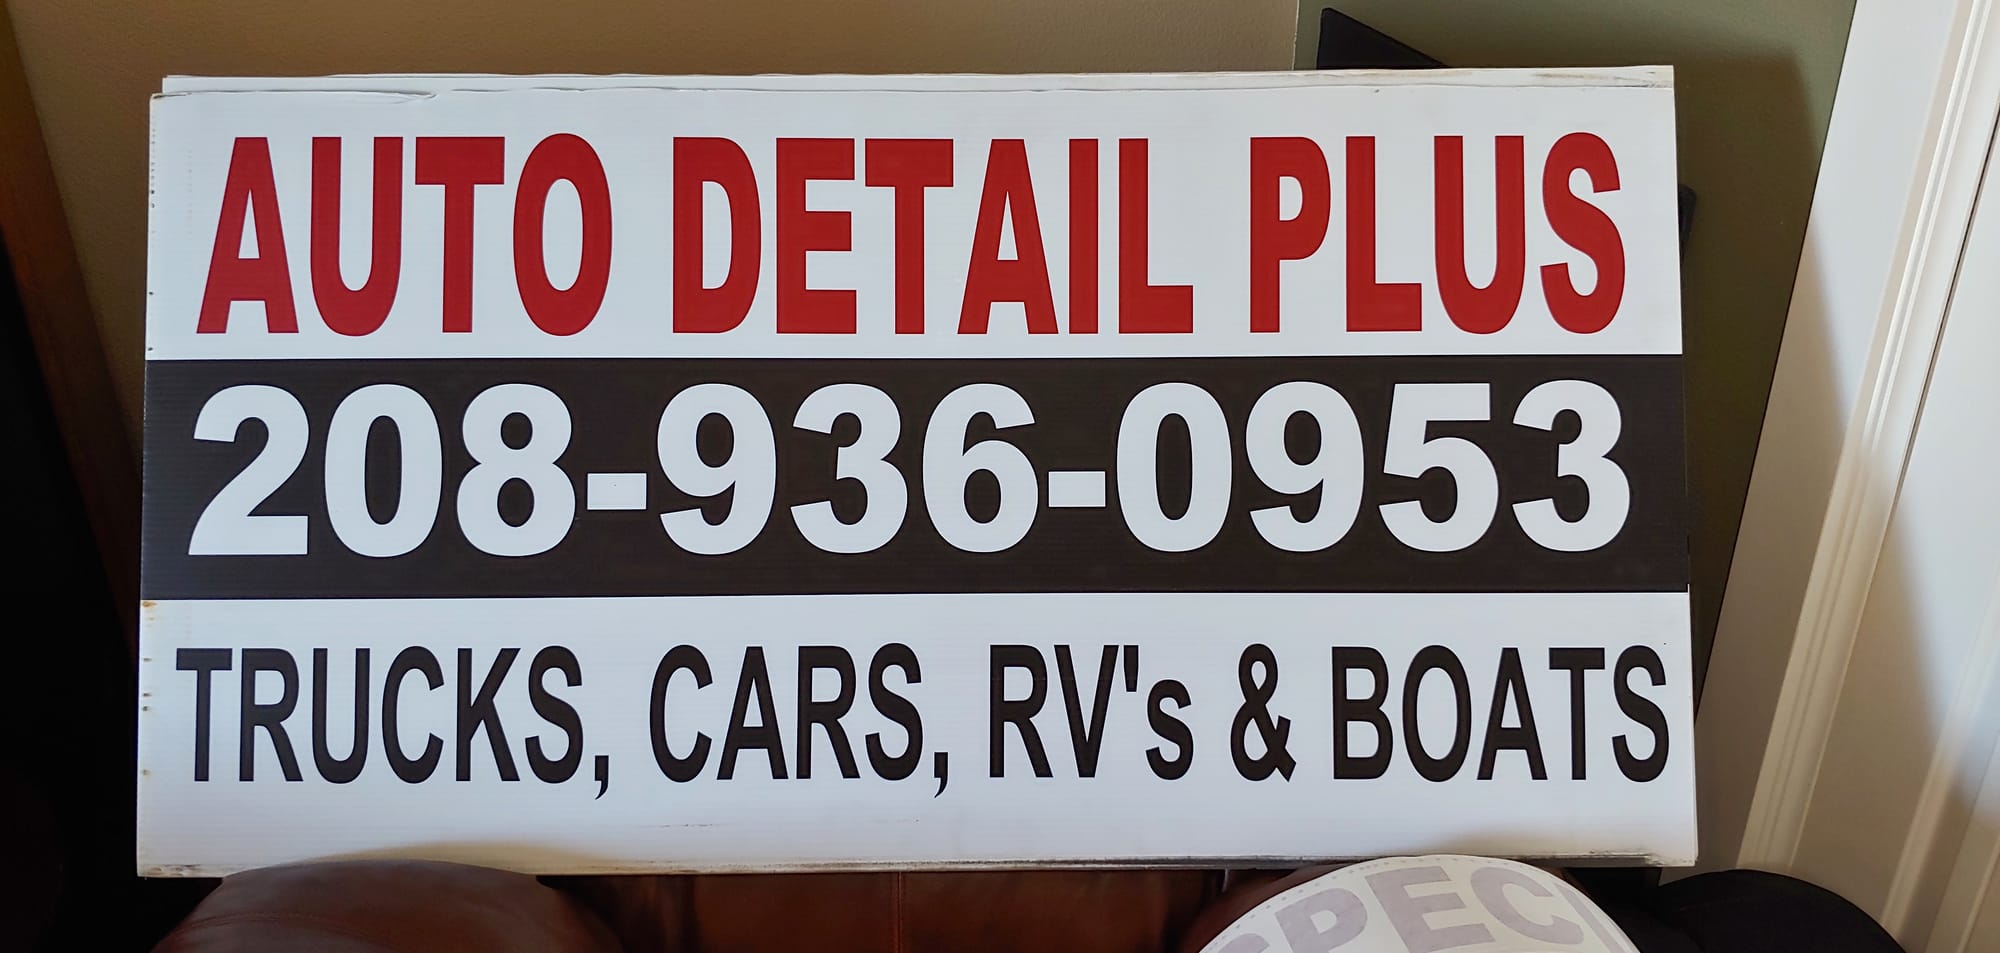 AUTO DETAIL PLUS
208-936-0953
TRUCKS, CARS, RV's & BOATS